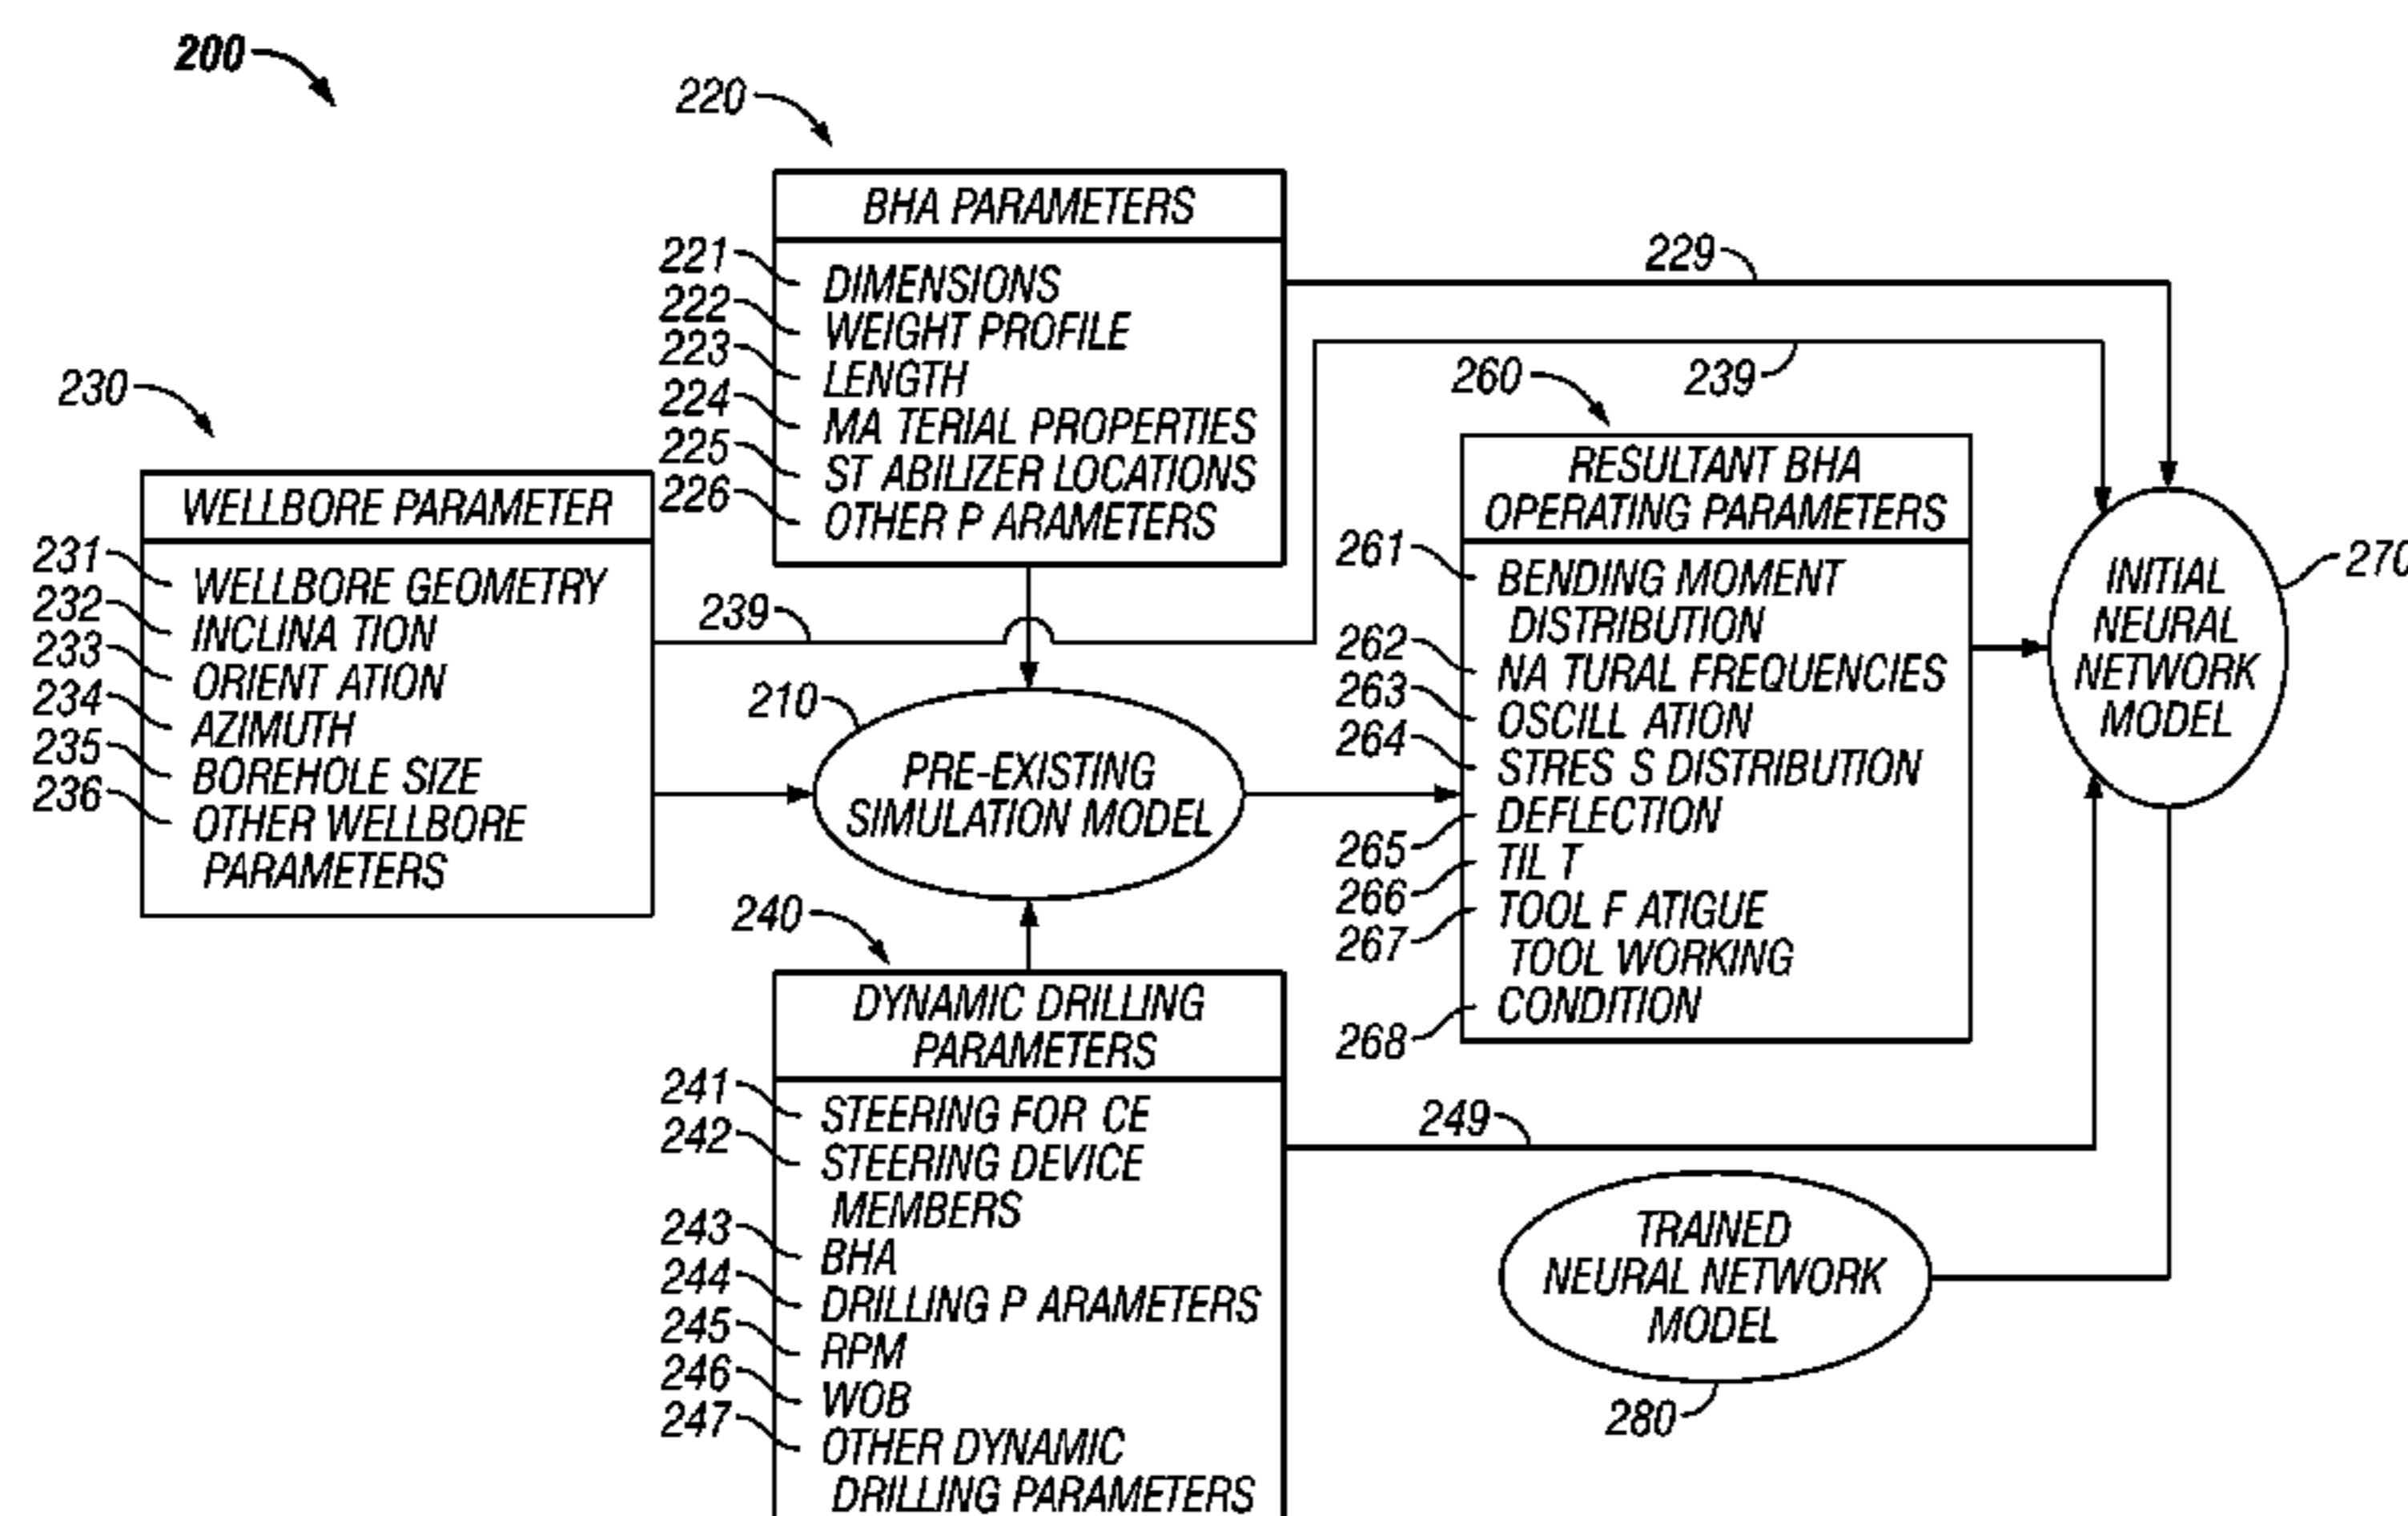 200
220
BHA PARAMETERS
221 DIMENSIONS
222 WEIGHT PROFILE
223 LENGTH
224 MA TERIAL PROPERTIES
225 ST ABILIZER LOCATIONS
226 OTHER P ARAMETERS
229
239
230
WELLBORE PARAMETER
231 WELLBORE GEOMETRY
232 INCLINA TION
233 ORIENT ATION
234 AZIMUTH
235 BOREHOLE SIZE
236 OTHER WELLBORE
PARAMETERS
239
210
PRE-EXISTING
SIMULATION MODEL
240
DYNAMIC DRILLING
PARAMETERS
241 STEERING FOR CE
242 STEERING DEVICE
MEMBERS
243 BHA
244 DRILLING P ARAMETERS
245 RPM
246 WOB
247 OTHER DYNAMIC
DRILLING PARAMETERS
249
260
RESULTANT BHA
OPERATING PARAMETERS
261 BENDING MOMENT
DISTRIBUTION
262 NA TURAL FREQUENCIES
263 OSCILL ATION
264 STRES S DISTRIBUTION
265 DEFLECTION
266 TIL T
267 TOOL F ATIGUE
TOOL WORKING
268 CONDITION
INITIAL
NEURAL
NETWORK
MODEL
270
TRAINED
NEURAL NETWORK
MODEL
280